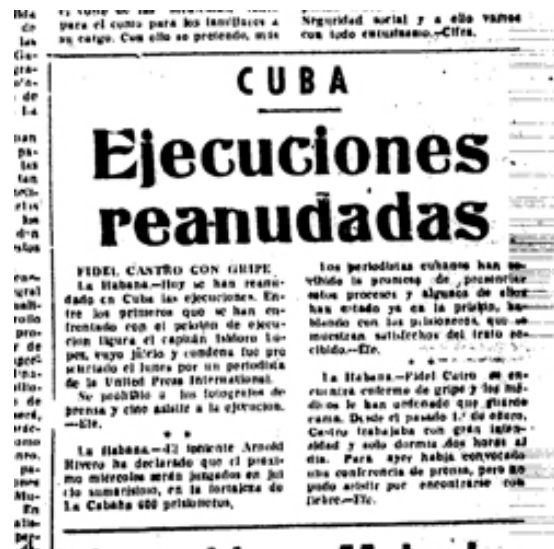 para el como para los familiares a
su cargo. Con ello se pretende, más
Seguridad social y a ello vamos
con todo entusiasmo.—Cifra.
CUBA
Ejecuciones
reanudadas
FIDEL CASTRO CON GRIPE
La Habana.—Hoy se han reanu-
dado en Cuba las ejecuciones. En-
tre los primeros que se han en-
frentado con el pelotón de ejecu-
ción figura el capitán Isidoro Lo-
pez, cuyo juicio y condena fue pre
senciado el lunes por un periodista
de la United Press International.
Se prohibió a los fotógrafos de
prensa y cine asistir a la ejecucion.
—Efe.
La Habana.—El teniente Arnold
Rivero ha declarado que el próxi-
mo miércoles serán juzgados en jui
cio sumarísimo, en la fortaleza de
La Cabaña 600 prisioneros.
Los periodistas cubanos han re-
cibido la promesa de presenciar
estos procesos y algunos de ellos
han estado ya en la prisión, ha-
blando con los prisioneros, que se
muestran satisfechos del trato re-
cibido.—Efe.
La Habana.—Fidel Catro se en-
cuentra enfermo de gripe y los mé-
dicos le han ordenado que guarde
cama. Desde el pasado 1.º de enero,
Castro trabajaba con gran inten-
sidad y solo dormía dos horas al
día. Para ayer había convocado
una conferencia de prensa, pero no
pudo asistir por encontrarse con
fiebre.—Efe.